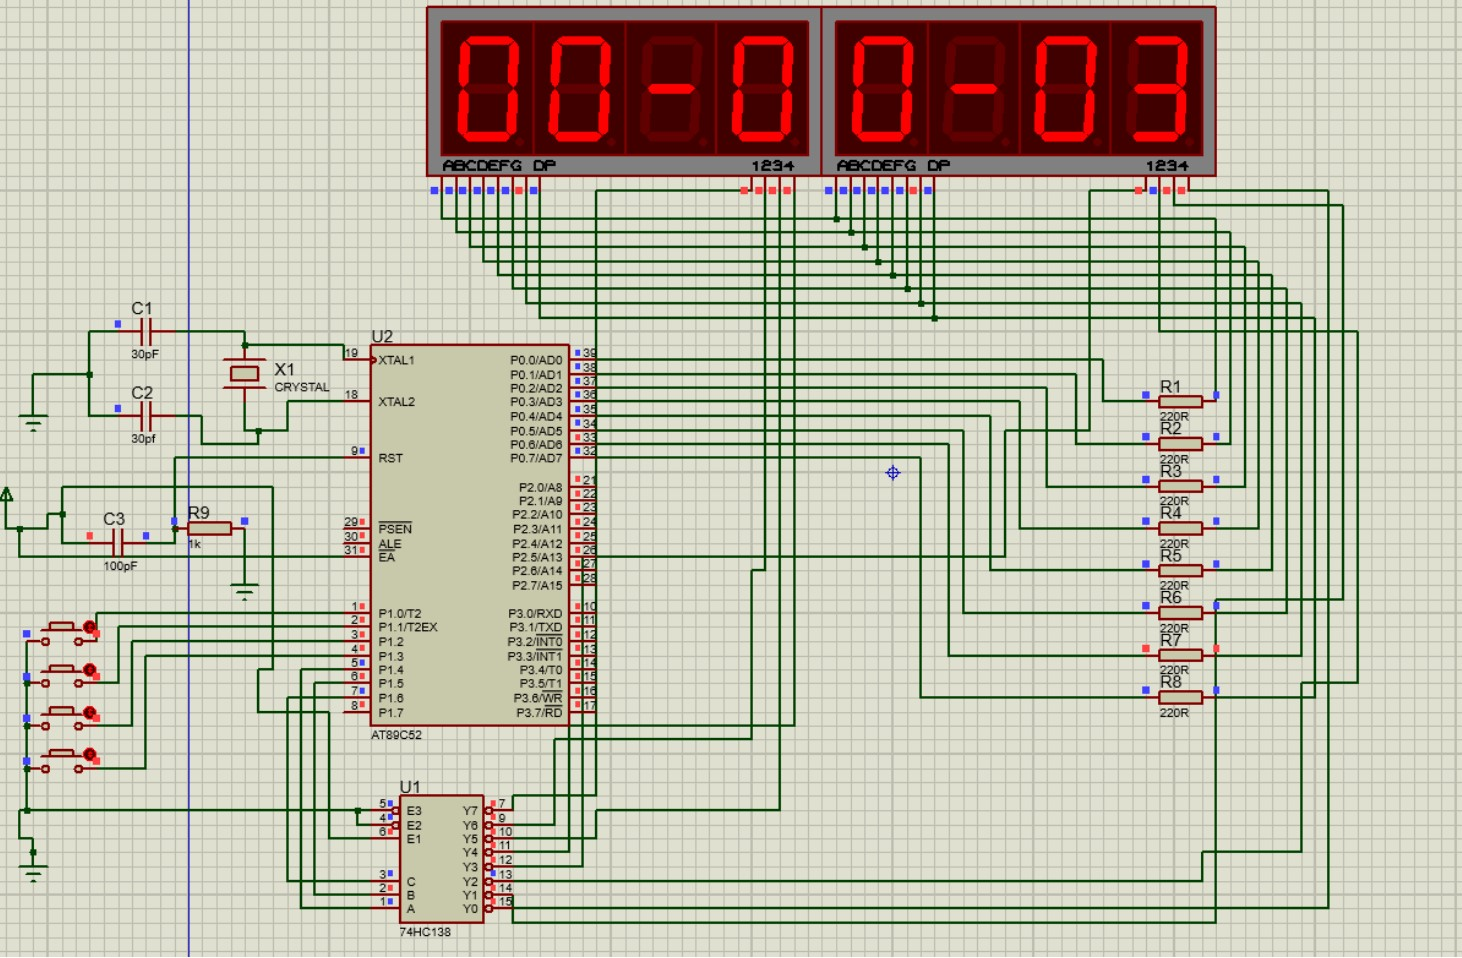 00-0 0-03
ABCDEFG DP 1234 ABCDEFG DP 1234
C1
30pF
C2
30pf
X1
CRYSTAL
C3
100pF
R9
1k
U2
19 XTAL1
18 XTAL2
9 RST
29 PSEN
30 ALE
31 EA
1 P1.0/T2
2 P1.1/T2EX
3 P1.2
4 P1.3
5 P1.4
6 P1.5
7 P1.6
8 P1.7
P0.0/AD0 39
P0.1/AD1 38
P0.2/AD2 37
P0.3/AD3 36
P0.4/AD4 35
P0.5/AD5 34
P0.6/AD6 33
P0.7/AD7 32
P2.0/A8 21
P2.1/A9 22
P2.2/A10 23
P2.3/A11 24
P2.4/A12 25
P2.5/A13 26
P2.6/A14 27
P2.7/A15 28
P3.0/RXD 10
P3.1/TXD 11
P3.2/INT0 12
P3.3/INT1 13
P3.4/T0 14
P3.5/T1 15
P3.6/WR 16
P3.7/RD 17
AT89C52
R1
220R
R2
220R
R3
220R
R4
220R
R5
220R
R6
220R
R7
220R
R8
220R
U1
5 E3
4 E2
6 E1
3 C
2 B
1 A
Y7 7
Y6 9
Y5 10
Y4 11
Y3 12
Y2 13
Y1 14
Y0 15
74HC138